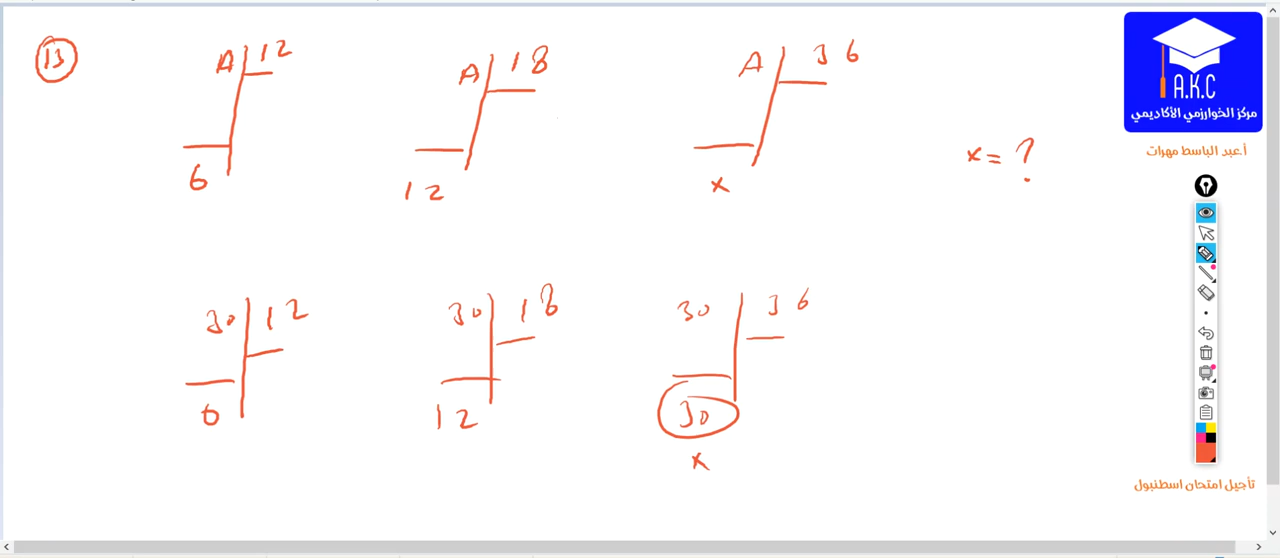 13
A 12
6
A 18
12
A 36
x
x = ?
30 12
6
30 18
12
30 36
30
x
A.K.C
مركز الخوارزمي الأكاديمي
أ.عبد الباسط مهرات
تأجيل امتحان اسطنبول